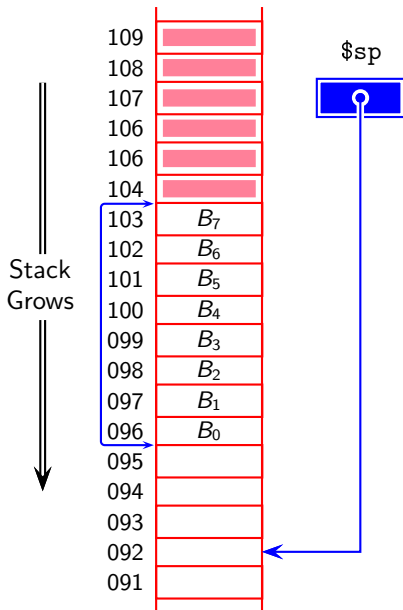 109
108
$sp
107
106
106
104
103 B₇
102 B₆
101 B₅
Stack
Grows
100 B₄
099 B₃
098 B₂
097 B₁
096 B₀
095
094
093
092
091